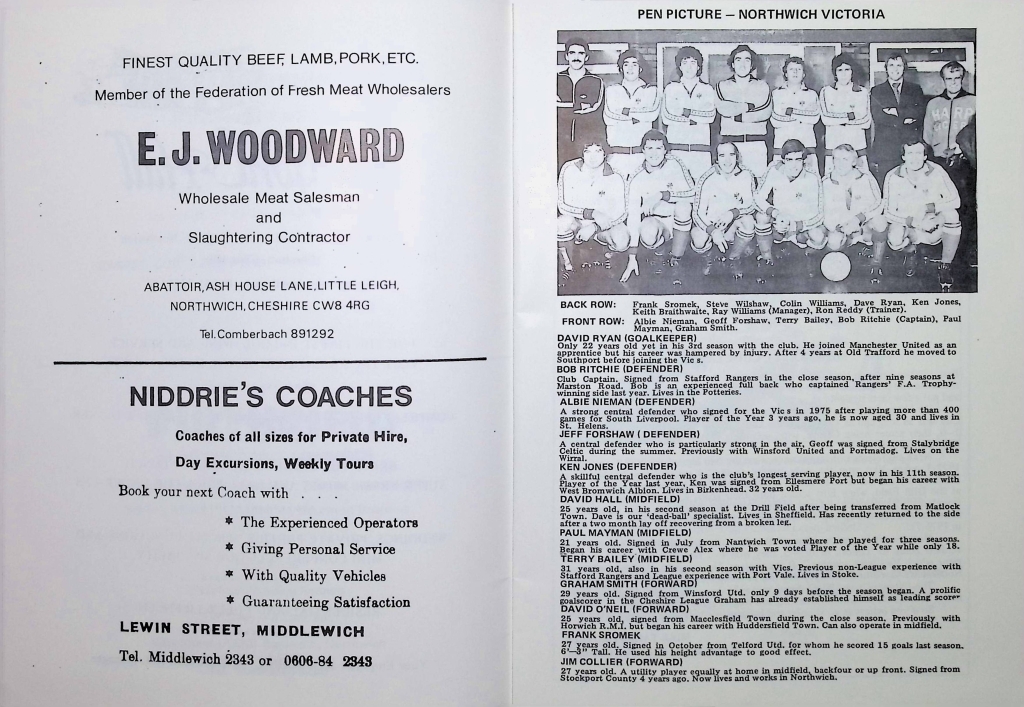 FINEST QUALITY BEEF, LAMB, PORK, ETC.
Member of the Federation of Fresh Meat Wholesalers
E. J. WOODWARD
Wholesale Meat Salesman
and
Slaughtering Contractor
ABATTOIR, ASH HOUSE LANE, LITTLE LEIGH,
NORTHWICH, CHESHIRE CW8 4RG
Tel. Comberbach 891292
NIDDRIE'S COACHES
Coaches of all sizes for Private Hire,
Day Excursions, Weekly Tours
Book your next Coach with . . .
* The Experienced Operators
* Giving Personal Service
* With Quality Vehicles
* Guaranteeing Satisfaction
LEWIN STREET, MIDDLEWICH
Tel. Middlewich 2343 or 0606-84 2343
PEN PICTURE – NORTHWICH VICTORIA
HARP
BACK ROW: Frank Sromek, Steve Wilshaw, Colin Williams, Dave Ryan, Ken Jones,
Keith Braithwaite, Ray Williams (Manager), Ron Reddy (Trainer).
FRONT ROW: Albie Nieman, Geoff Forshaw, Terry Bailey, Bob Ritchie (Captain), Paul
Mayman, Graham Smith.
DAVID RYAN (GOALKEEPER)
Only 22 years old yet in his 3rd season with the club. He joined Manchester United as an
apprentice but his career was hampered by injury. After 4 years at Old Trafford he moved to
Southport before joining the Vic s.
BOB RITCHIE (DEFENDER)
Club Captain. Signed from Stafford Rangers in the close season, after nine seasons at
Marston Road. Bob is an experienced full back who captained Rangers' F.A. Trophy-
winning side last year. Lives in the Potteries.
ALBIE NIEMAN (DEFENDER)
A strong central defender who signed for the Vic s in 1975 after playing more than 400
games for South Liverpool. Player of the Year 3 years ago, he is now aged 30 and lives in
St. Helens.
JEFF FORSHAW ( DEFENDER)
A central defender who is particularly strong in the air, Geoff was signed from Stalybridge
Celtic during the summer. Previously with Winsford United and Portmadog. Lives on the
Wirral.
KEN JONES (DEFENDER)
A skillful central defender who is the club's longest serving player, now in his 11th season.
Player of the Year last year, Ken was signed from Ellesmere Port but began his career with
West Bromwich Albion. Lives in Birkenhead. 32 years old.
DAVID HALL (MIDFIELD)
25 years old, in his second season at the Drill Field after being transferred from Matlock
Town. Dave is our 'dead-ball' specialist. Lives in Sheffield. Has recently returned to the side
after a two month lay off recovering from a broken leg.
PAUL MAYMAN (MIDFIELD)
21 years old. Signed in July from Nantwich Town where he played for three seasons.
Began his career with Crewe Alex where he was voted Player of the Year while only 18.
TERRY BAILEY (MIDFIELD)
31 years old, also in his second season with Vics. Previous non-League experience with
Stafford Rangers and League experience with Port Vale. Lives in Stoke.
GRAHAM SMITH (FORWARD)
29 years old. Signed from Winsford Utd, only 9 days before the season began. A prolific
goalscorer in the Cheshire League Graham has already established himself as leading scorer
DAVID O'NEIL (FORWARD)
25 years old, signed from Macclesfield Town during the close season. Previously with
Horwich R.M.I. but began his career with Huddersfield Town. Can also operate in midfield.
FRANK SROMEK
27 years old. Signed in October from Telford Utd. for whom he scored 15 goals last season.
6'–3" Tall. He used his height advantage to good effect.
JIM COLLIER (FORWARD)
27 years old. A utility player equally at home in midfield, backfour or up front. Signed from
Stockport County 4 years ago. Now lives and works in Northwich.